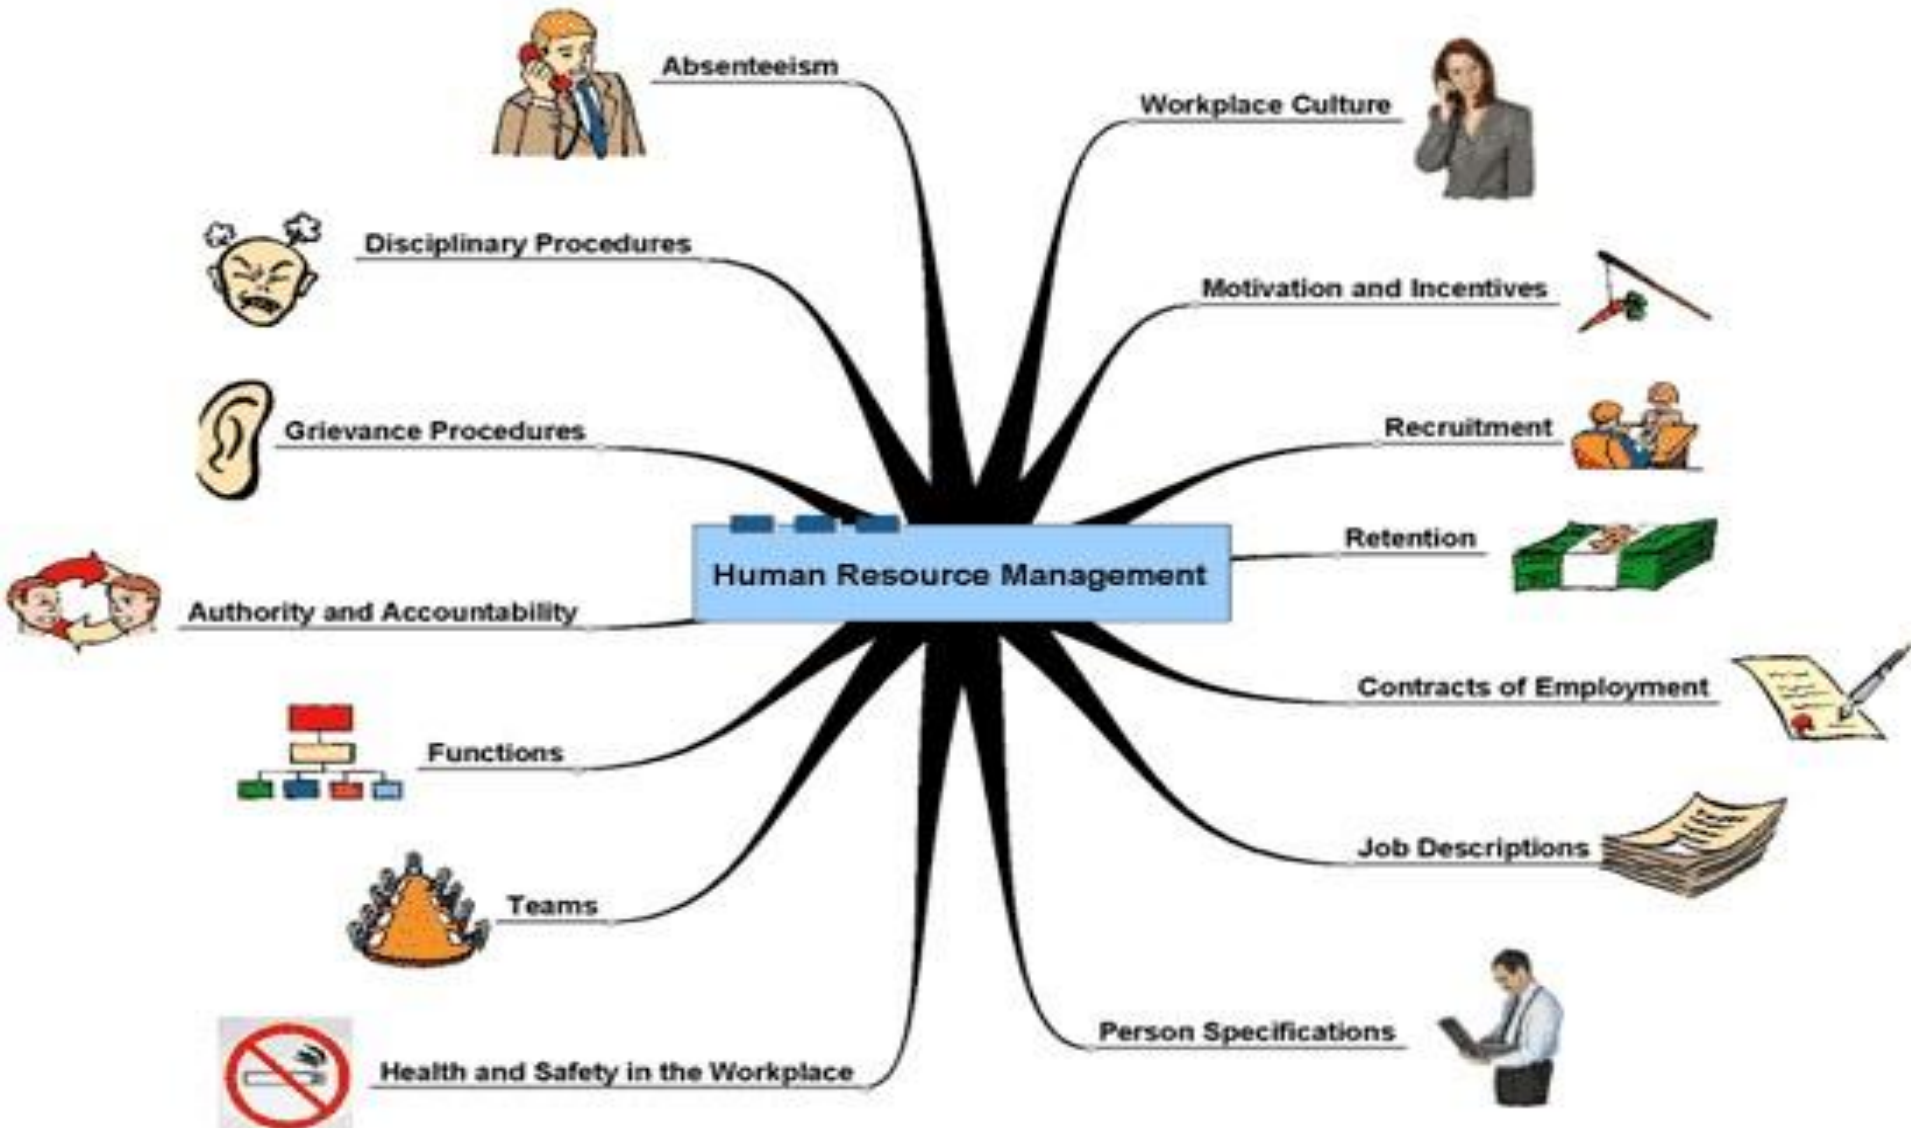 Absenteeism
Workplace Culture
Disciplinary Procedures
Motivation and Incentives
Grievance Procedures
Recruitment
Retention
Human Resource Management
Authority and Accountability
Contracts of Employment
Functions
Job Descriptions
Teams
Person Specifications
Health and Safety in the Workplace